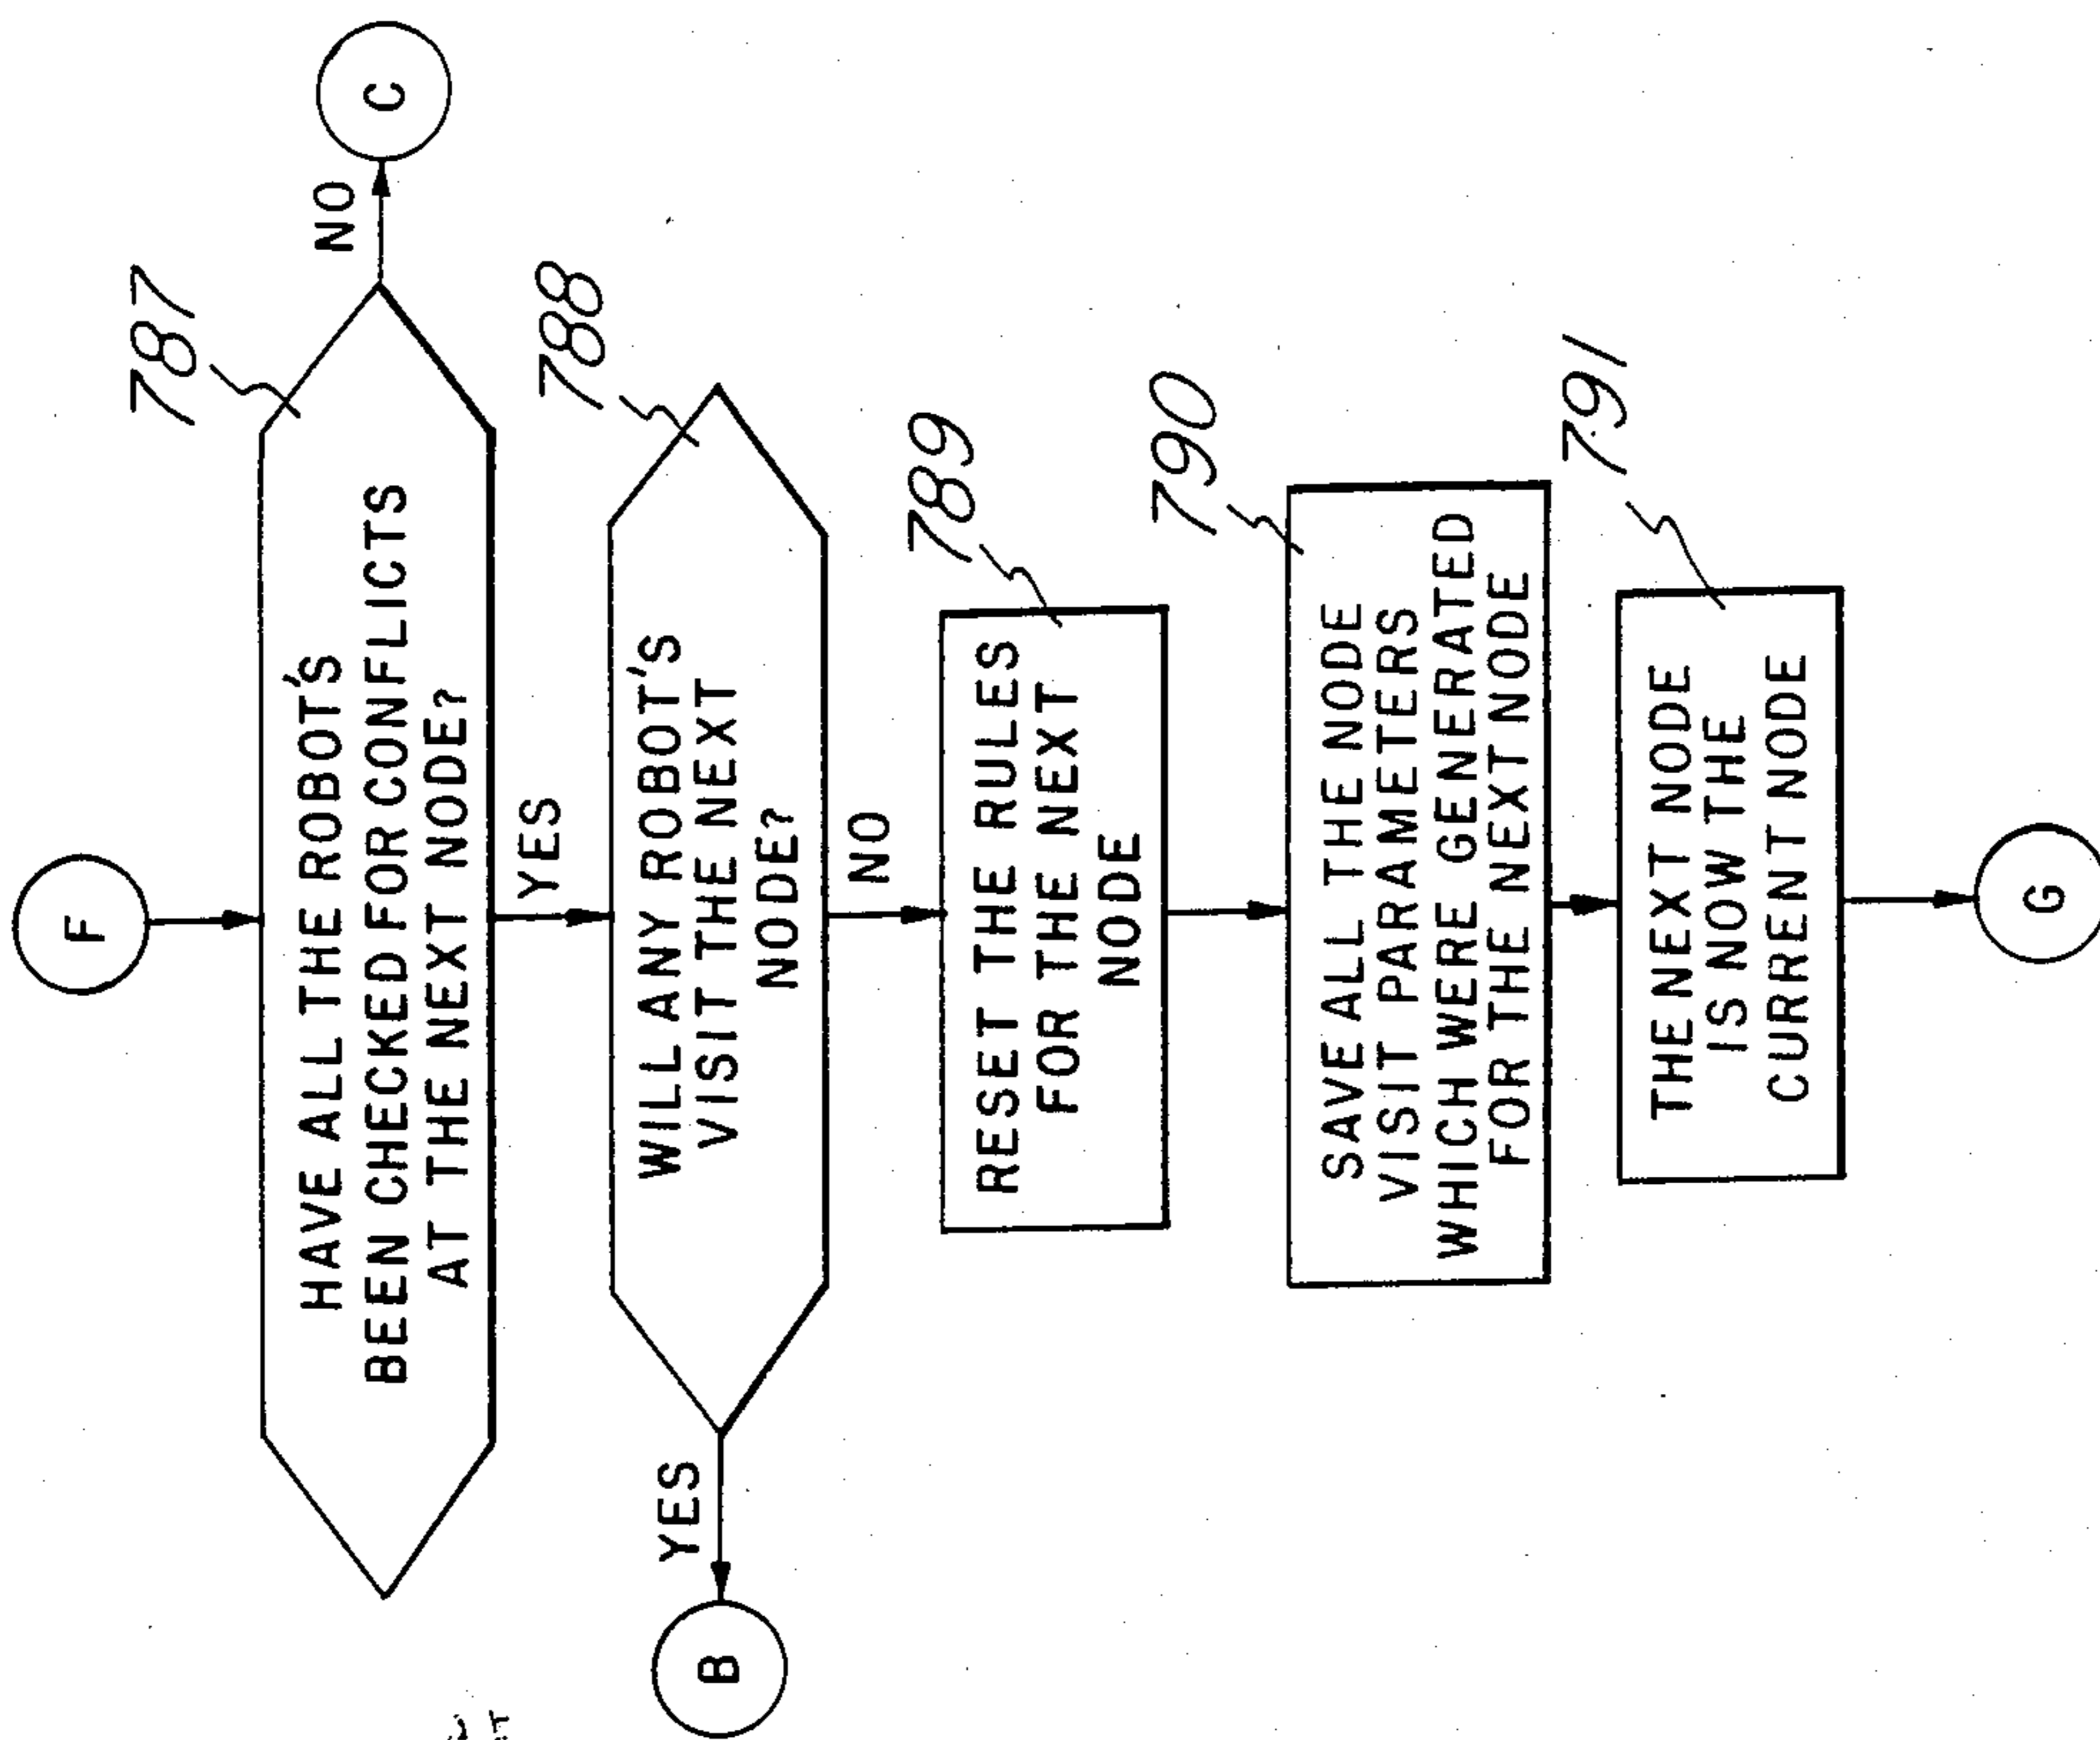 F
787
HAVE ALL THE ROBOT'S
BEEN CHECKED FOR CONFLICTS
AT THE NEXT NODE?
NO
C
YES
788
WILL ANY ROBOT'S
VISIT THE NEXT
NODE?
YES
B
NO
789
RESET THE RULES
FOR THE NEXT
NODE
790
SAVE ALL THE NODE
VISIT PARAMETERS
WHICH WERE GENERATED
FOR THE NEXT NODE
791
THE NEXT NODE
IS NOW THE
CURRENT NODE
G